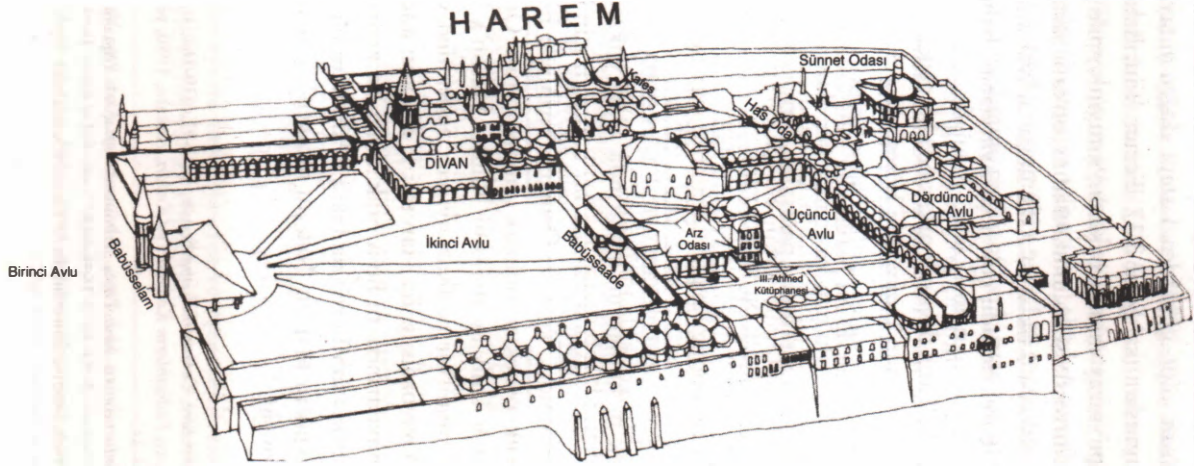 HAREM
Sünnet Odası
Kafes
Has Oda
DİVAN
Dördüncü
Avlu
Üçüncü
Avlu
Arz
Odası
İkinci Avlu
Babüssaade
Birinci Avlu
Babüsselam
III. Ahmed
Kütüphanesi